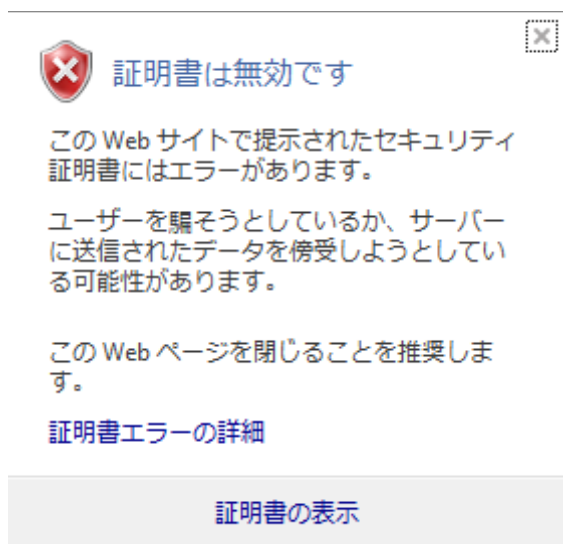 証明書は無効です
この Web サイトで提示されたセキュリティ
証明書にはエラーがあります。
ユーザーを騙そうとしているか、サーバー
に送信されたデータを傍受しようとしてい
る可能性があります。
この Web ページを閉じることを推奨しま
す。
証明書エラーの詳細
証明書の表示